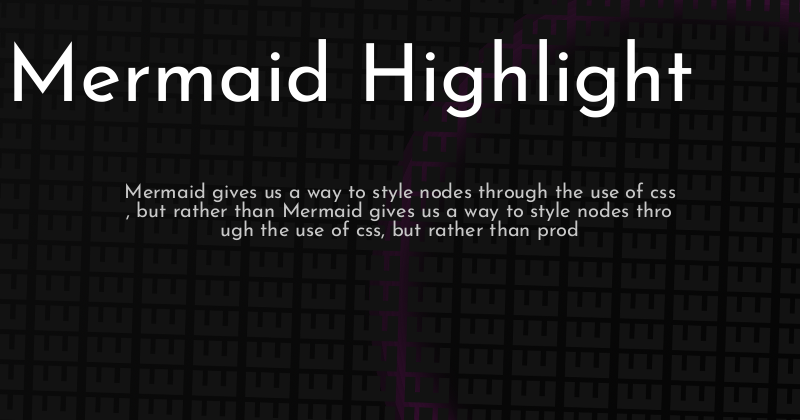 Mermaid Highlight
Mermaid gives us a way to style nodes through the use of css
, but rather than Mermaid gives us a way to style nodes thro
ugh the use of css, but rather than prod